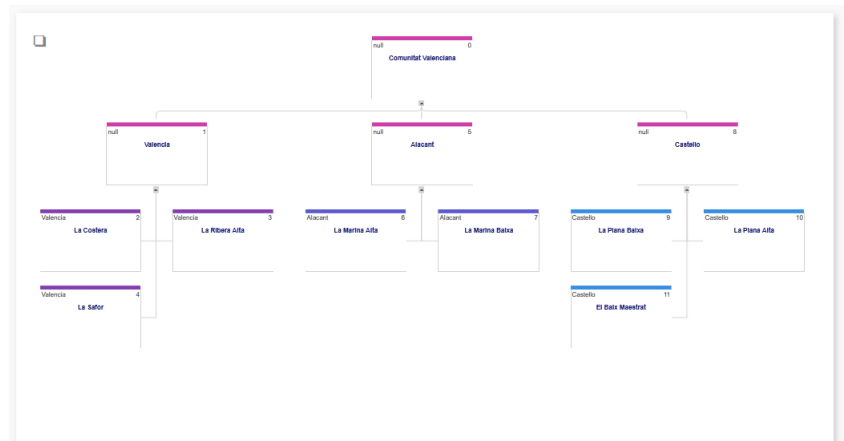 null 0
Comunitat Valenciana
null 1
Valencia
null 5
Alacant
null 8
Castello
Valencia 2
La Costera
Valencia 3
La Ribera Alta
Alacant 6
La Marina Alta
Alacant 7
La Marina Baixa
Castello 9
La Plana Baixa
Castello 10
La Plana Alta
Valencia 4
La Safor
Castello 11
El Baix Maestrat